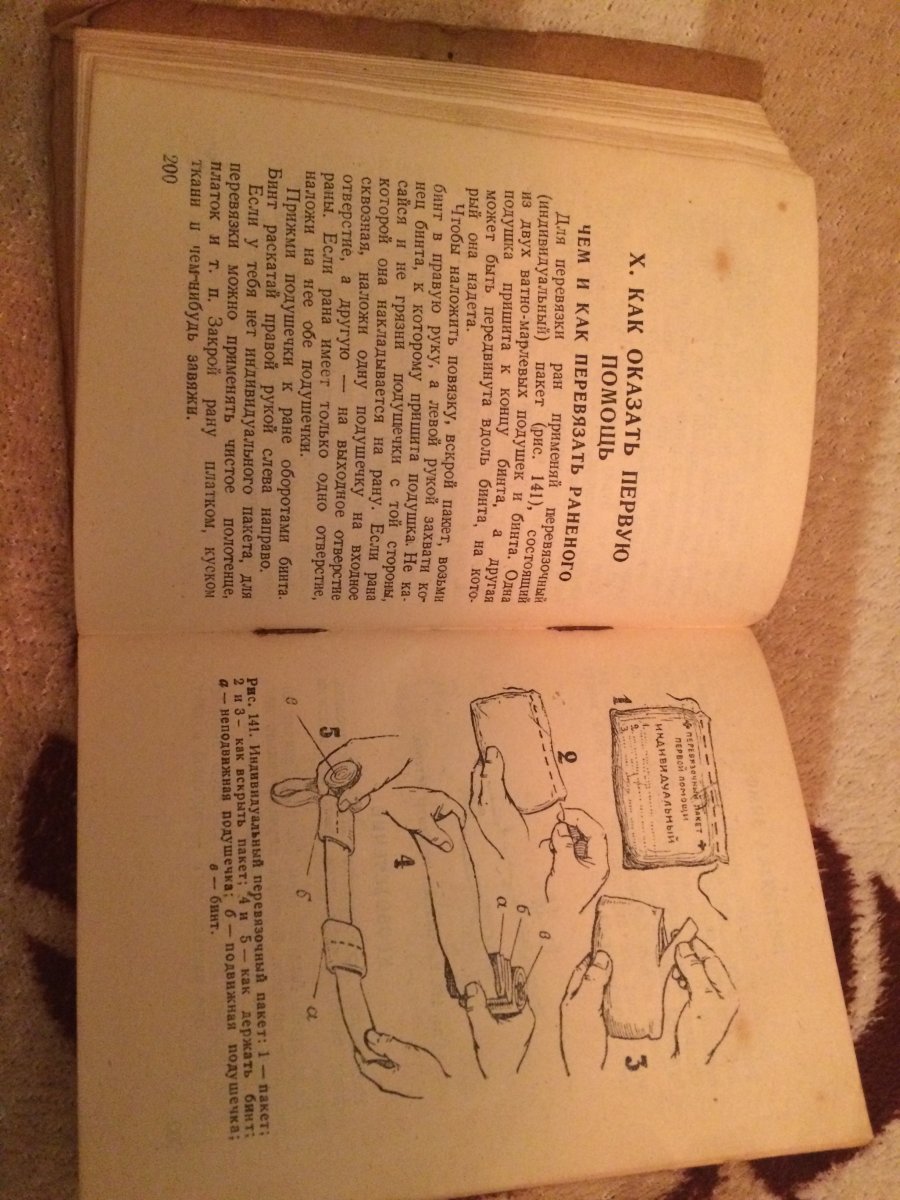 X. КАК ОКАЗАТЬ ПЕРВУЮ
ПОМОЩЬ
ЧЕМ И КАК ПЕРЕВЯЗАТЬ РАНЕНОГО
Для перевязки ран применяй перевязочный
(индивидуальный) пакет (рис. 141), состоящий
из двух ватно-марлевых подушек и бинта. Одна
подушка пришита к концу бинта, а другая
может быть передвинута вдоль бинта, на кото-
рый она надета.
Чтобы наложить повязку, вскрой пакет, возьми
бинт в правую руку, а левой рукой захвати ко-
нец бинта, к которому пришита подушка. Не ка-
сайся и не грязни подушечки с той стороны,
которой она накладывается на рану. Если рана
сквозная, наложи одну подушечку на входное
отверстие, а другую — на выходное отверстие
раны. Если рана имеет только одно отверстие,
наложи на нее обе подушечки.
Прижми подушечки к ране оборотами бинта.
Бинт раскатай правой рукой слева направо.
Если у тебя нет индивидуального пакета, для
перевязки можно применять чистое полотенце,
платок и т. п. Закрой рану платком, куском
ткани и чем-нибудь завяжи.
200
1
ПЕРЕВЯЗОЧНЫЙ ПАКЕТ
ПЕРВОЙ ПОМОЩИ
ИНДИВИДУАЛЬНЫЙ
1.
2.
3.
2
3
4
а
б
в
5
в
б
а
Рис. 141. Индивидуальный перевязочный пакет: 1 — пакет;
2 и 3 - как вскрыть пакет; 4 и 5 — как держать бинт;
а — неподвижная подушечка; б — подвижная подушечка;
в — бинт.